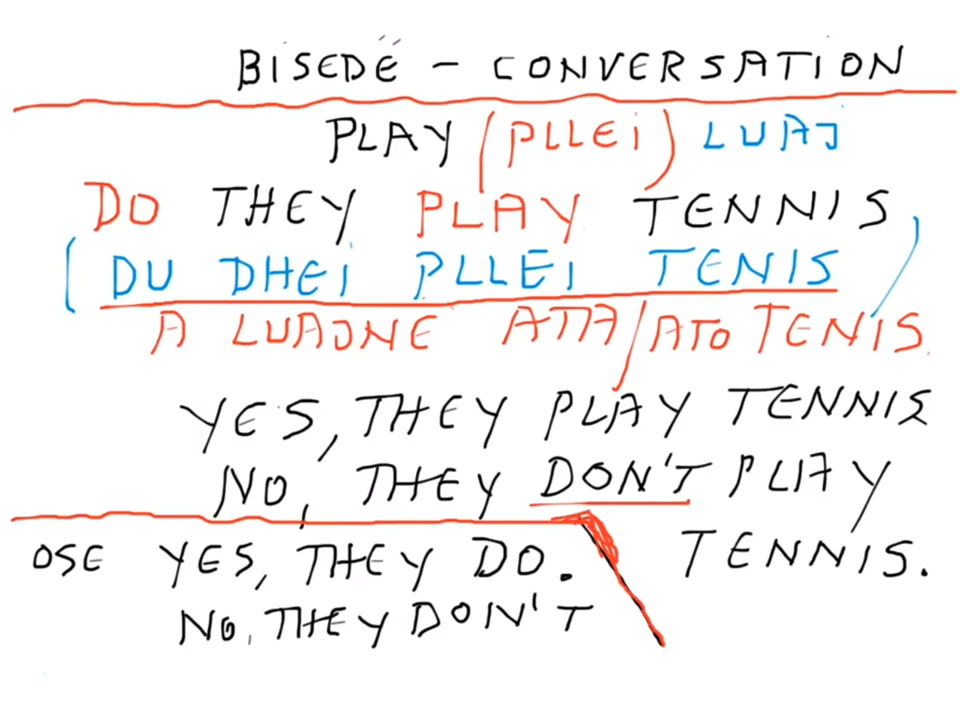 BISEDË - CONVERSATION
PLAY (PLLEI) LUAJ
DO THEY PLAY TENNIS
(DU DHEI PLLEI TENIS)
A LUAJNE ATA/ATO TENIS.
YES, THEY PLAY TENNIS
NO, THEY DON'T PLAY
TENNIS.
OSE YES, THEY DO.
NO, THEY DON'T